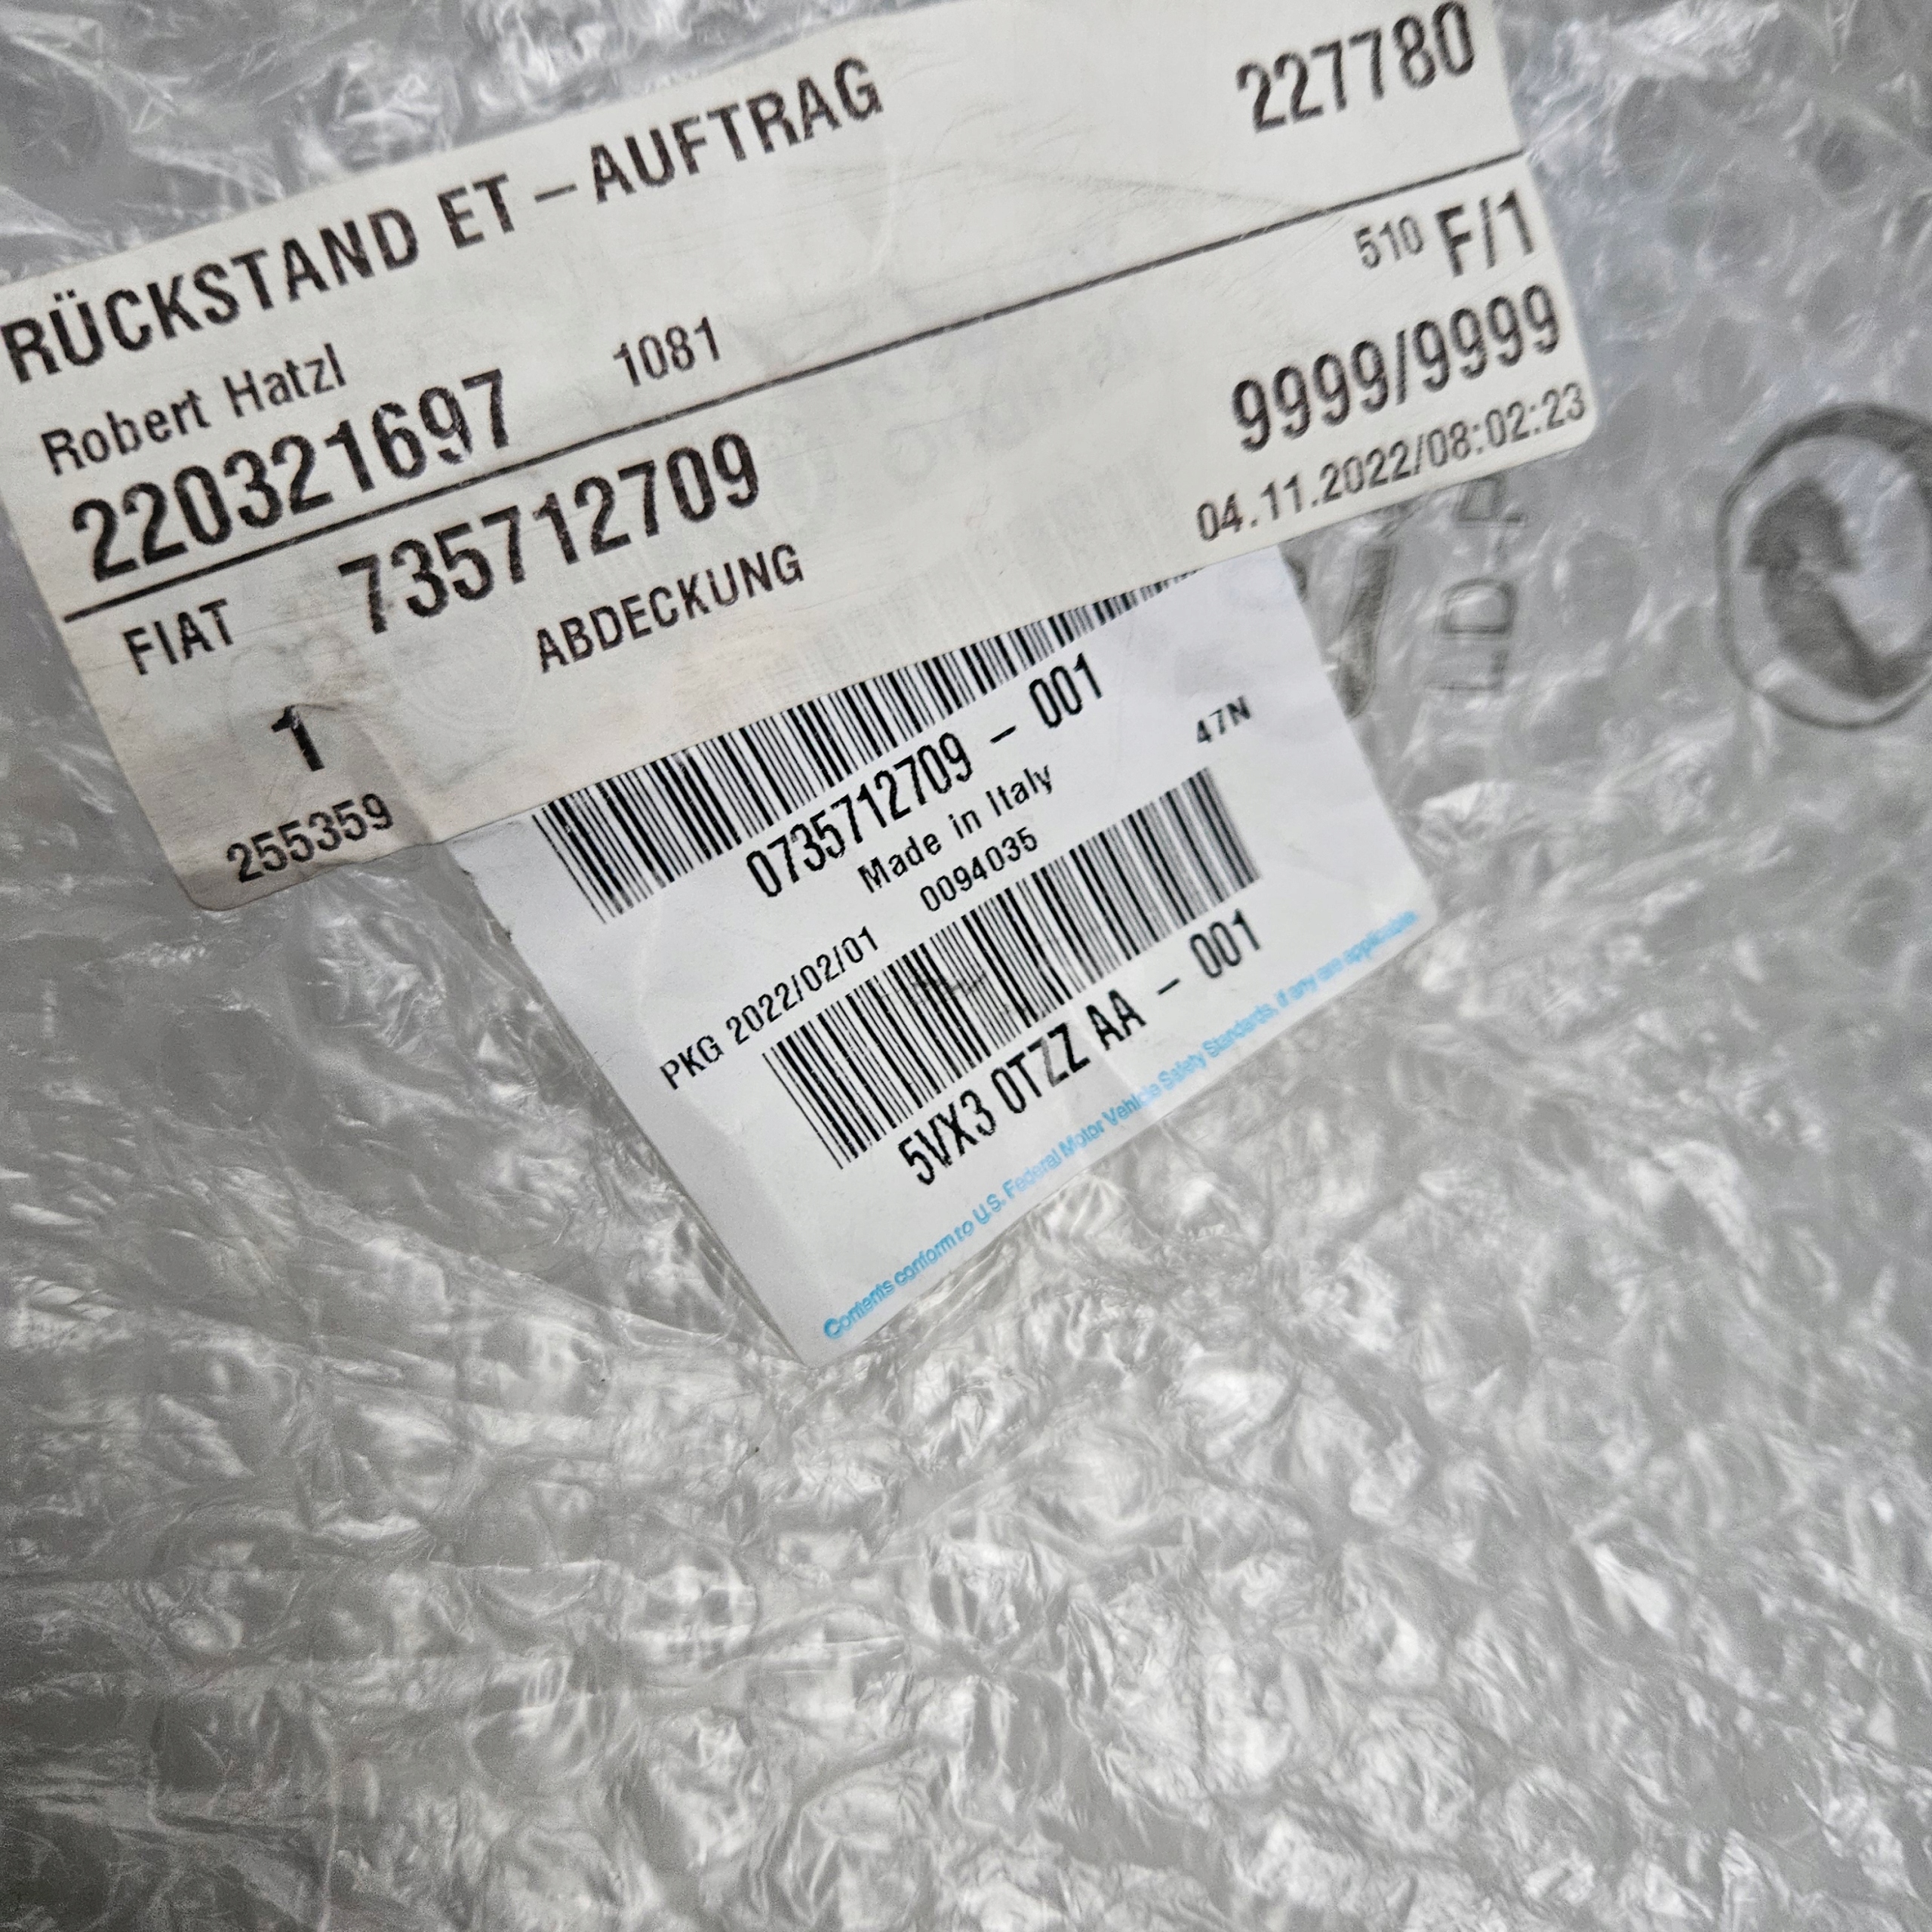 RÜCKSTAND ET-AUFTRAG 227780
Robert Hatzl
220321697 1081 510 F/1
FIAT 735712709 9999/9999
ABDECKUNG 04.11.2022/08:02:23
1
255359
0735712709 - 001
Made in Italy 47N
PKG 2022/02/01 0094035
5VX3 0TZZ AA - 001
Contents conform to U.S. Federal Motor Vehicle Safety Standards, if any are applicable.